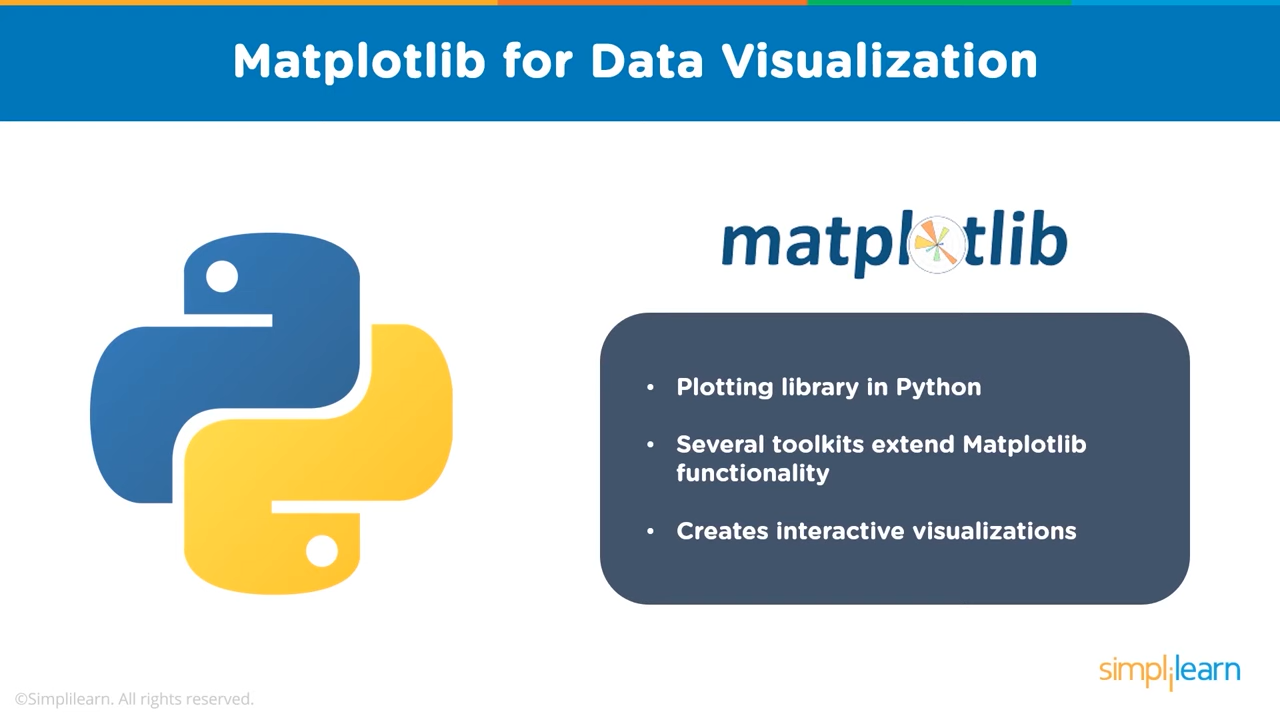 Matplotlib for Data Visualization
matplotlib
• Plotting library in Python
• Several toolkits extend Matplotlib
functionality
• Creates interactive visualizations
simplilearn
©Simplilearn. All rights reserved.